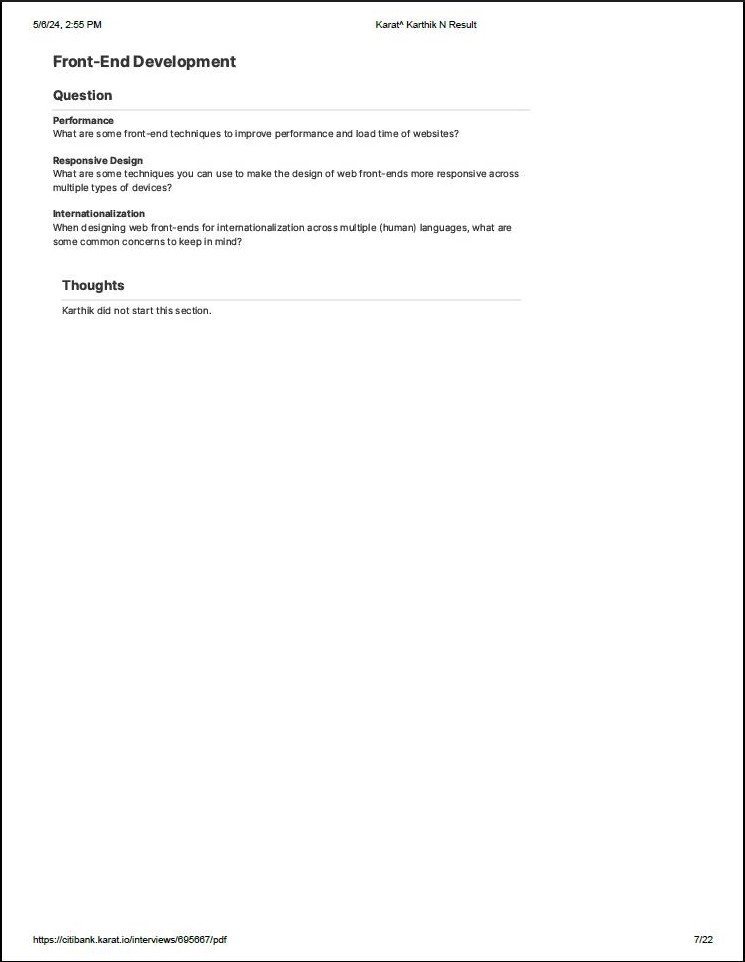 5/6/24, 2:55 PM
Karat^ Karthik N Result
Front-End Development
Question
Performance
What are some front-end techniques to improve performance and load time of websites?
Responsive Design
What are some techniques you can use to make the design of web front-ends more responsive across
multiple types of devices?
Internationalization
When designing web front-ends for internationalization across multiple (human) languages, what are
some common concerns to keep in mind?
Thoughts
Karthik did not start this section.
https://citibank.karat.io/interviews/695667/pdf
7/22